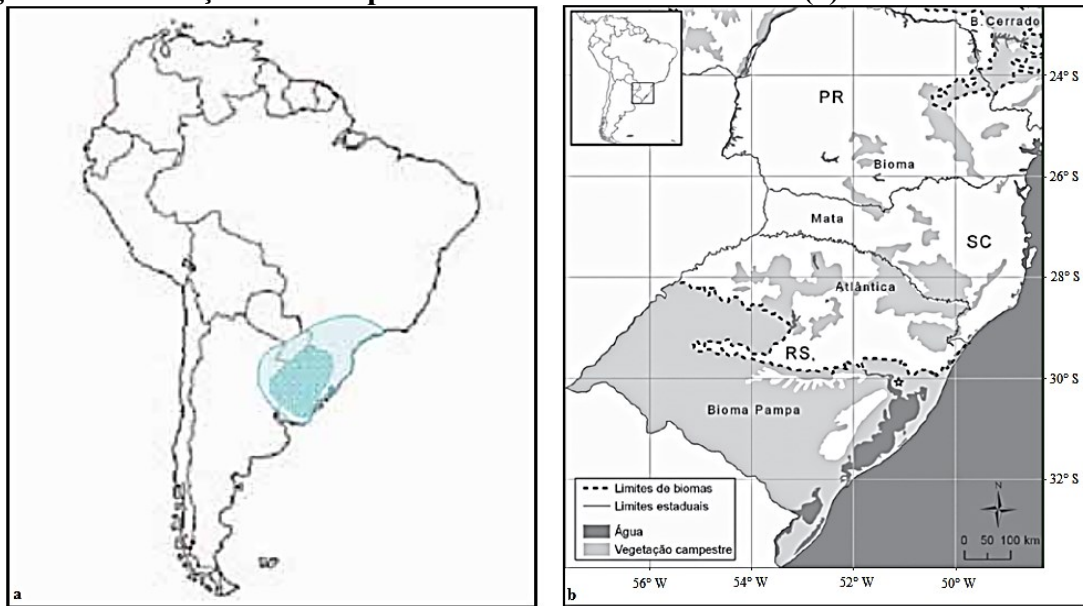 a
B. Cerrado
24° S
PR
Bioma
26° S
Mata
SC
28° S
Atlântica
RS.
30° S
Bioma Pampa
32° S
Limites de biomas
Limites estaduais
Água
Vegetação campestre
N
0 50 100 km
56° W 54° W 52° W 50° W
b